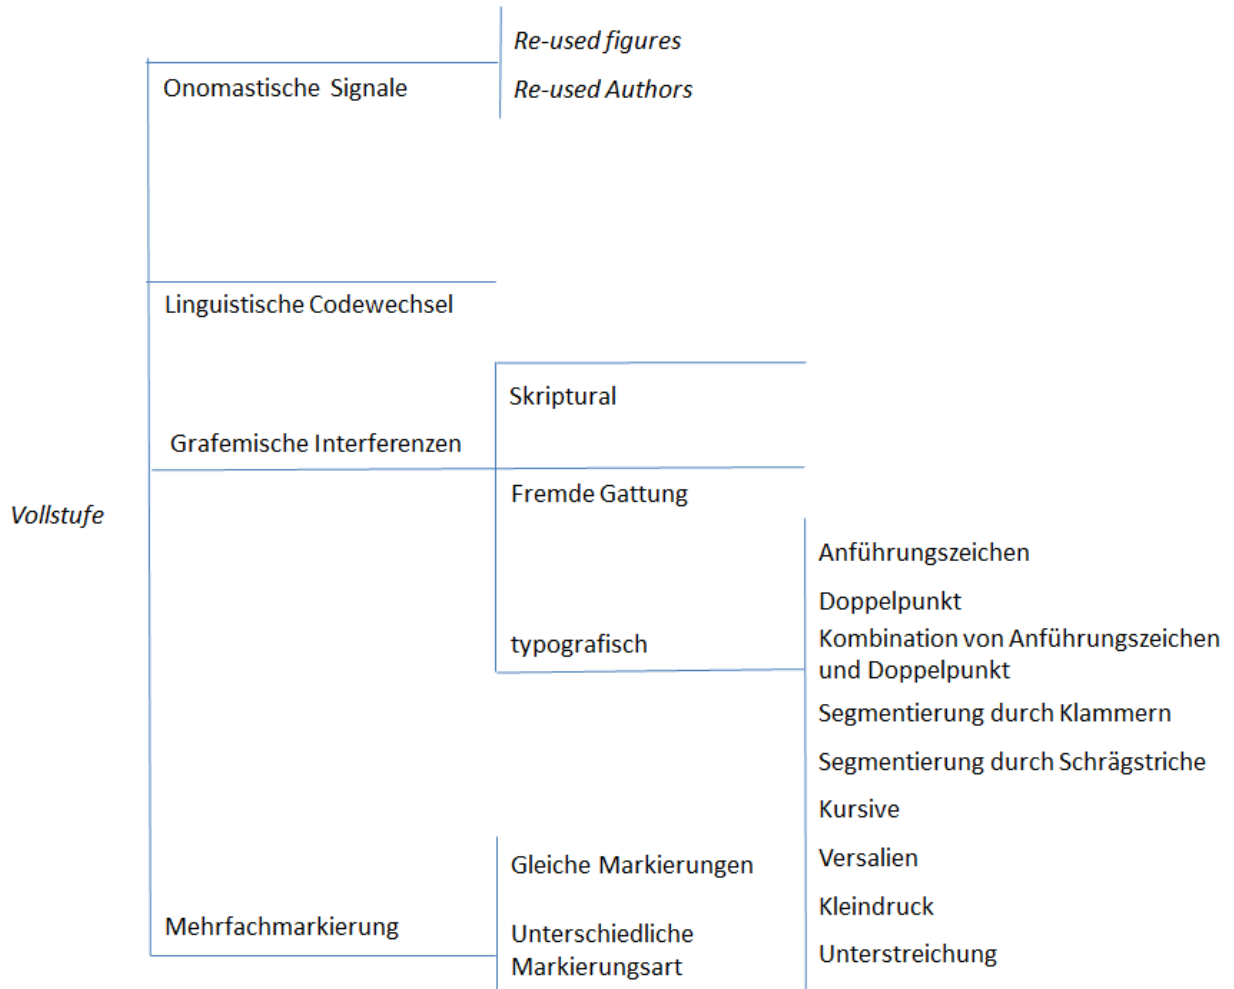 Re-used figures
Re-used Authors
Onomastische Signale
Linguistische Codewechsel
Skriptural
Grafemische Interferenzen
Fremde Gattung
Vollstufe
Anführungszeichen
Doppelpunkt
typografisch
Kombination von Anführungszeichen
und Doppelpunkt
Segmentierung durch Klammern
Segmentierung durch Schrägstriche
Kursive
Gleiche Markierungen
Versalien
Kleindruck
Mehrfachmarkierung
Unterschiedliche
Markierungsart
Unterstreichung